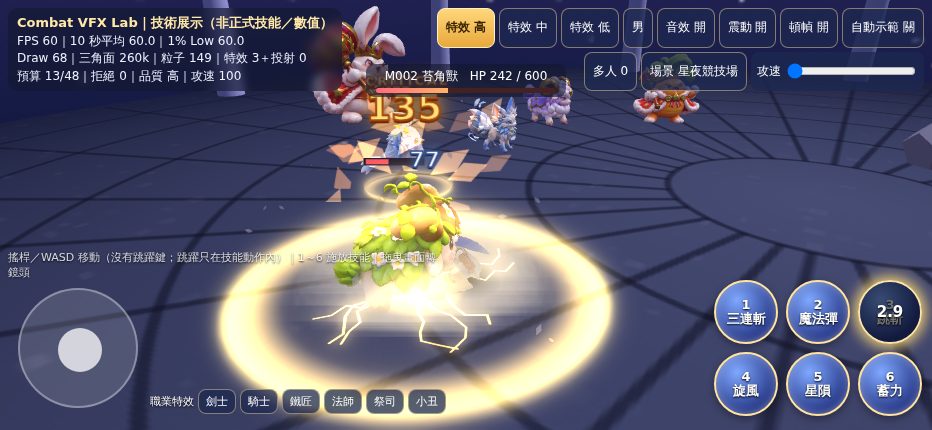 Combat VFX Lab｜技術展示（非正式技能／數值）
FPS 60｜10 秒平均 60.0｜1% Low 60.0
Draw 68｜三角面 260k｜粒子 149｜特效 3＋投射 0
預算 13/48｜拒絕 0｜品質 高｜攻速 100
特效 高
特效 中
特效 低
男
音效 開
震動 開
頓幀 開
自動示範 關
多人 0
場景 星夜競技場
攻速
M002 苔角獸 HP 242 / 600
135
77
搖桿／WASD 移動（沒有跳躍鍵；跳躍只在技能動作內）｜1～6 施放技能｜拖曳畫面轉
鏡頭
1
三連斬
2
魔法彈
2.9
4
旋風
5
星隕
6
蓄力
職業特效
劍士
騎士
鐵匠
法師
祭司
小丑